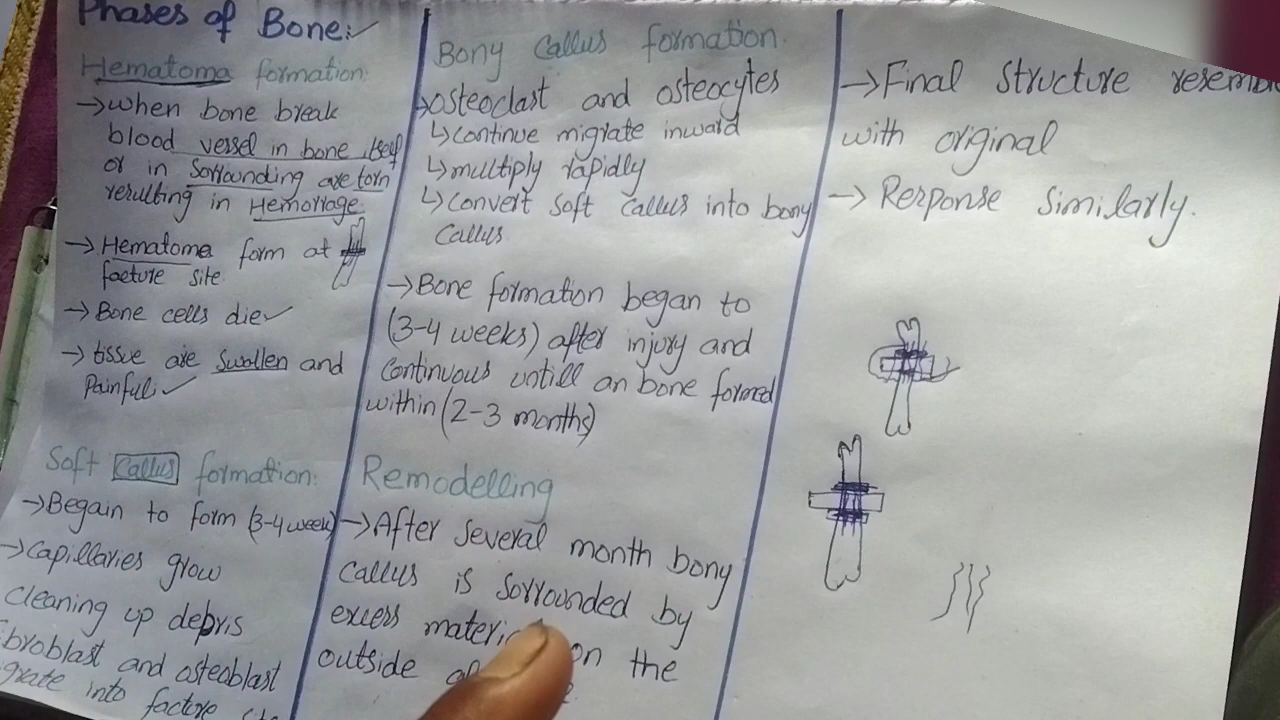 Phases of Bone:
Hematoma formation:
→when bone break
blood vessel in bone itself
or in Sorrounding are torn
resulting in Hemorrage.
→Hematoma form at
facture site
→Bone cells die
→tissue are Swollen and
Painful.
Soft Callus formation:
→Begain to form (3-4 week)
→Capillaries grow
cleaning up debris
broblast and osteoblast
grate into factore
Bony Callus formation.
→osteoclast and osteocytes
↳continue migrate inward
↳multiply rapidly
↳Convert Soft Callus into bony
Callus
→Bone formation began to
(3-4 weeks) after injury and
Continuous untill an bone formed
within (2-3 months)
Remodelling
→After several month bony
Callus is Sorrounded by
excess on the
outside
→Final Structure resem
with original
→ Response Similarly.